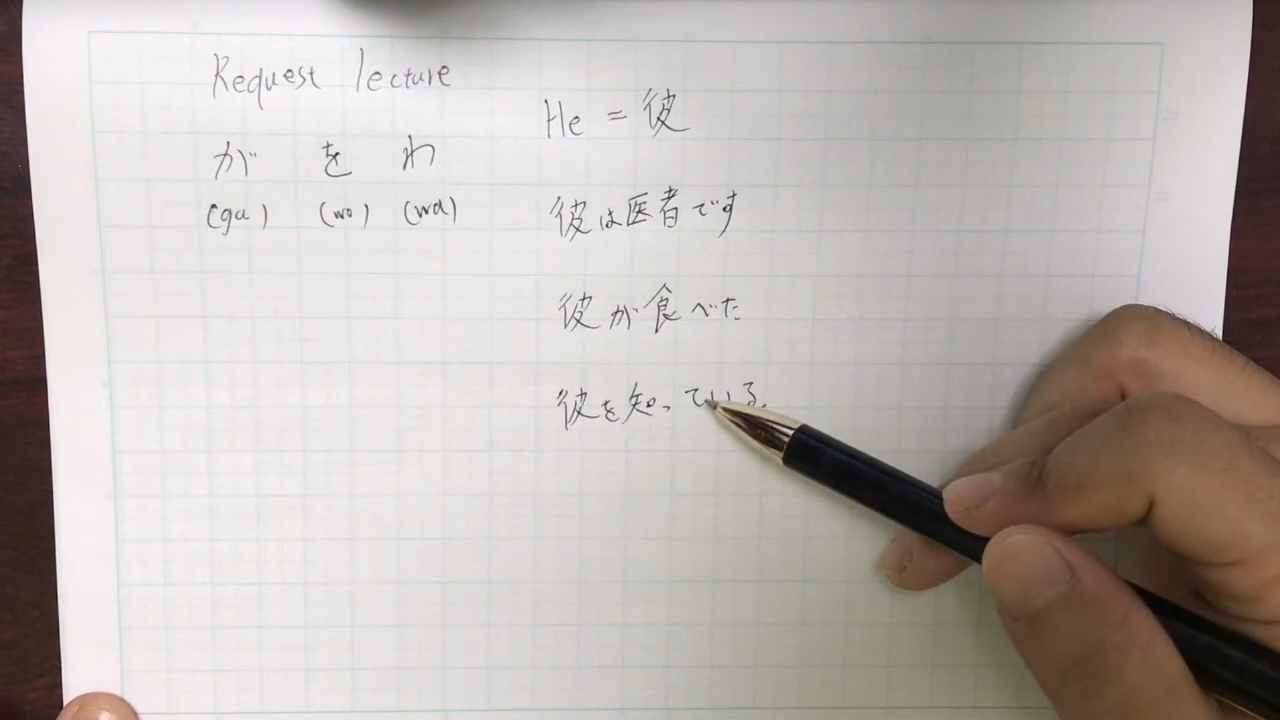 Request lecture
が を わ
(ga) (wo) (wa)
He = 彼
彼は医者です
彼が食べた
彼を知っている.